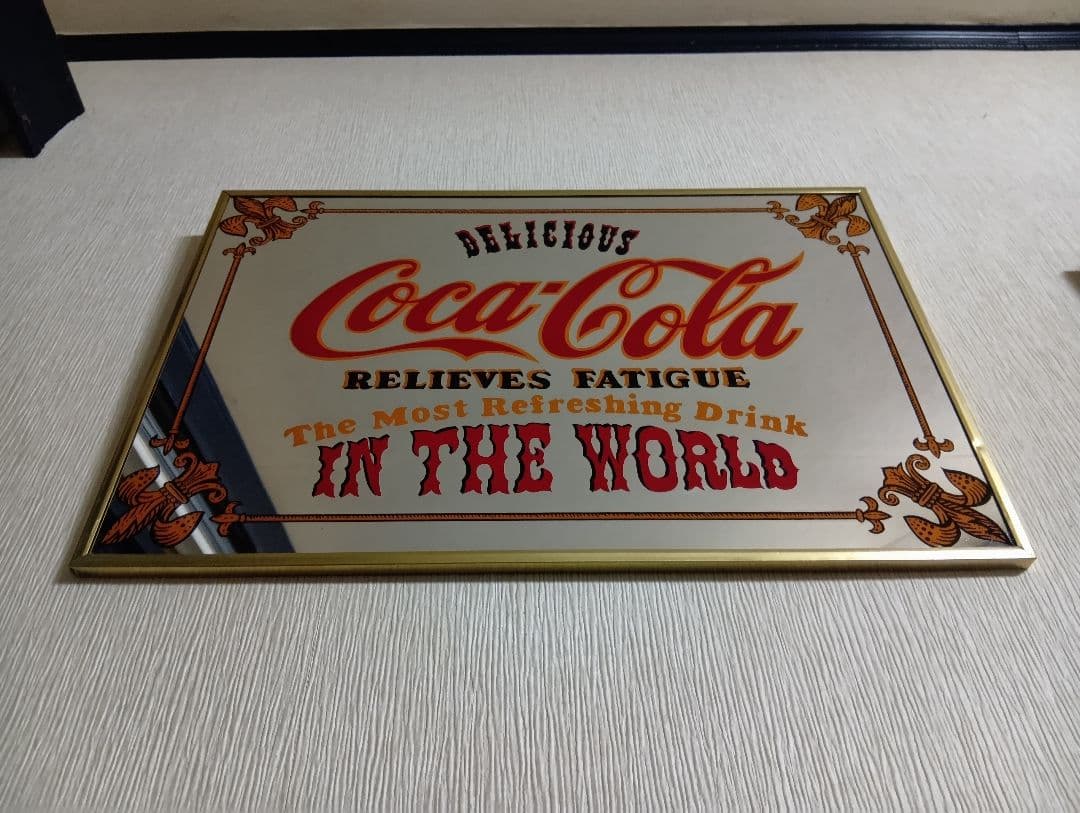 DELICIOUS
Coca-Cola
RELIEVES FATIGUE
The Most Refreshing Drink
IN THE WORLD